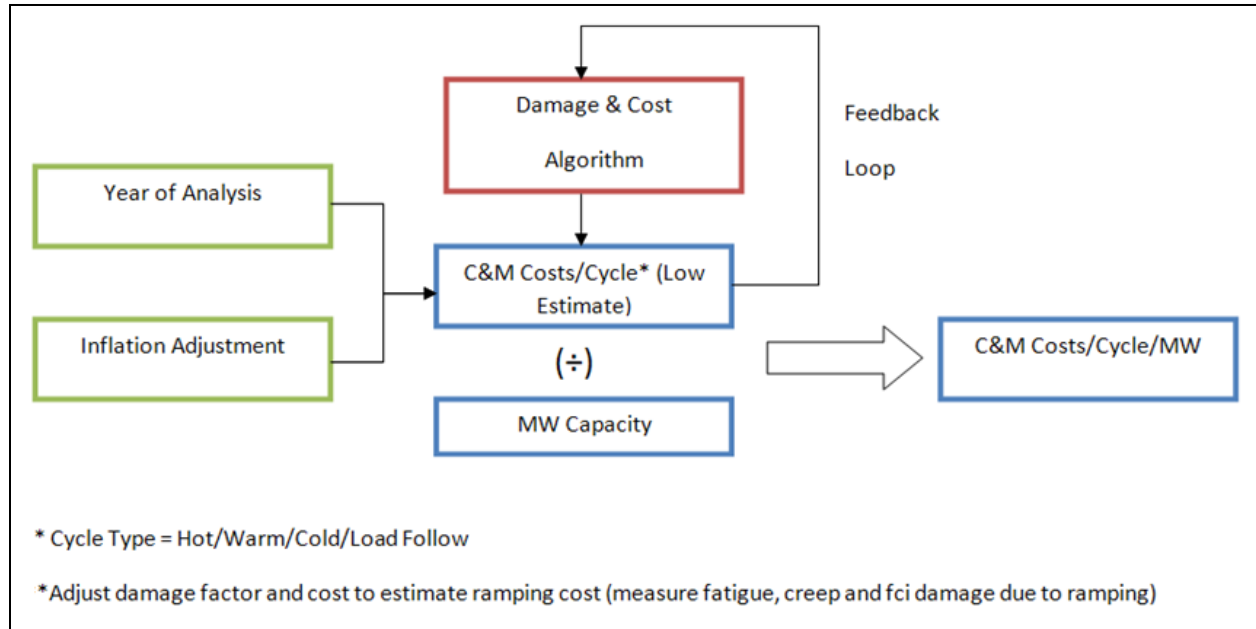 Damage & Cost
Algorithm
Feedback
Loop
Year of Analysis
C&M Costs/Cycle* (Low
Estimate)
Inflation Adjustment
(÷)
C&M Costs/Cycle/MW
MW Capacity
* Cycle Type = Hot/Warm/Cold/Load Follow
*Adjust damage factor and cost to estimate ramping cost (measure fatigue, creep and fci damage due to ramping)